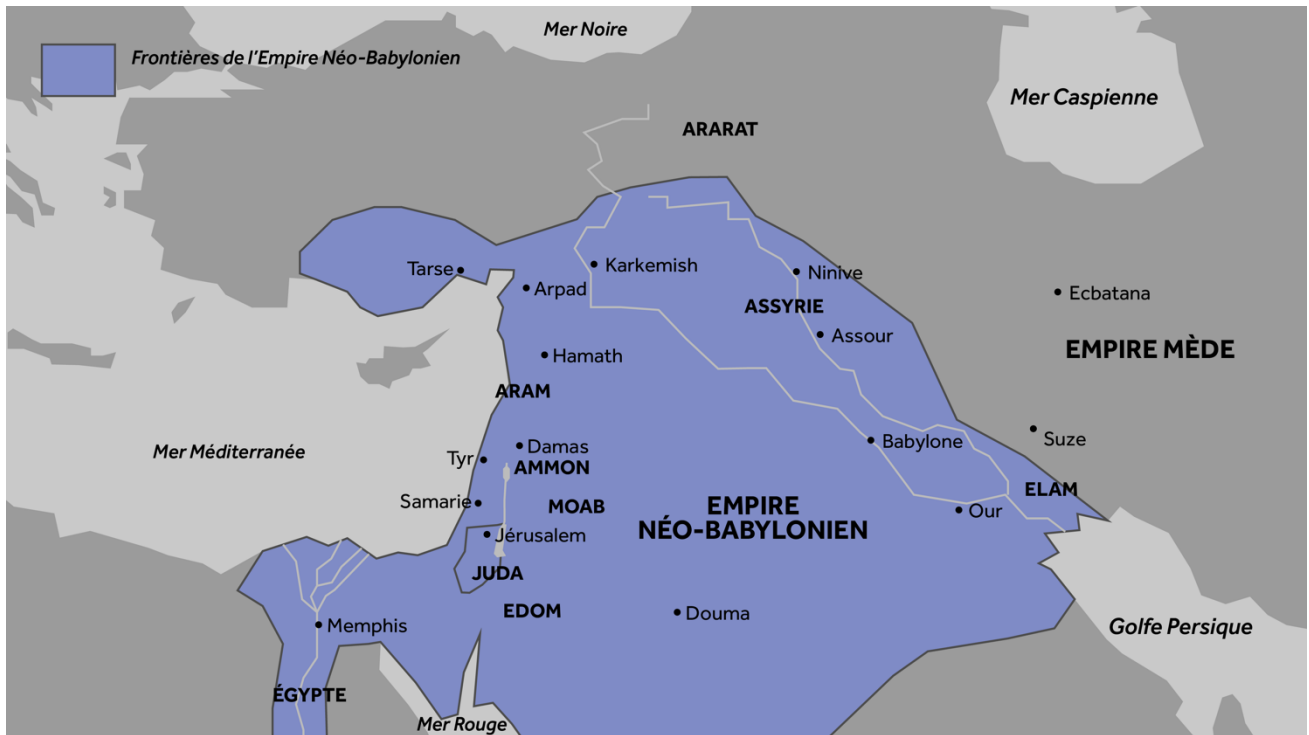 Mer Noire
Frontières de l'Empire Néo-Babylonien
Mer Caspienne
ARARAT
Tarse
Karkemish
Ninive
Arpad
ASSYRIE
Ecbatana
Assour
EMPIRE MÈDE
Hamath
ARAM
Mer Méditerranée
Damas
Babylone
Suze
Tyr
AMMON
Samarie
MOAB
EMPIRE
NÉO-BABYLONIEN
ELAM
Our
Jérusalem
JUDA
EDOM
Douma
Memphis
Golfe Persique
ÉGYPTE
Mer Rouge